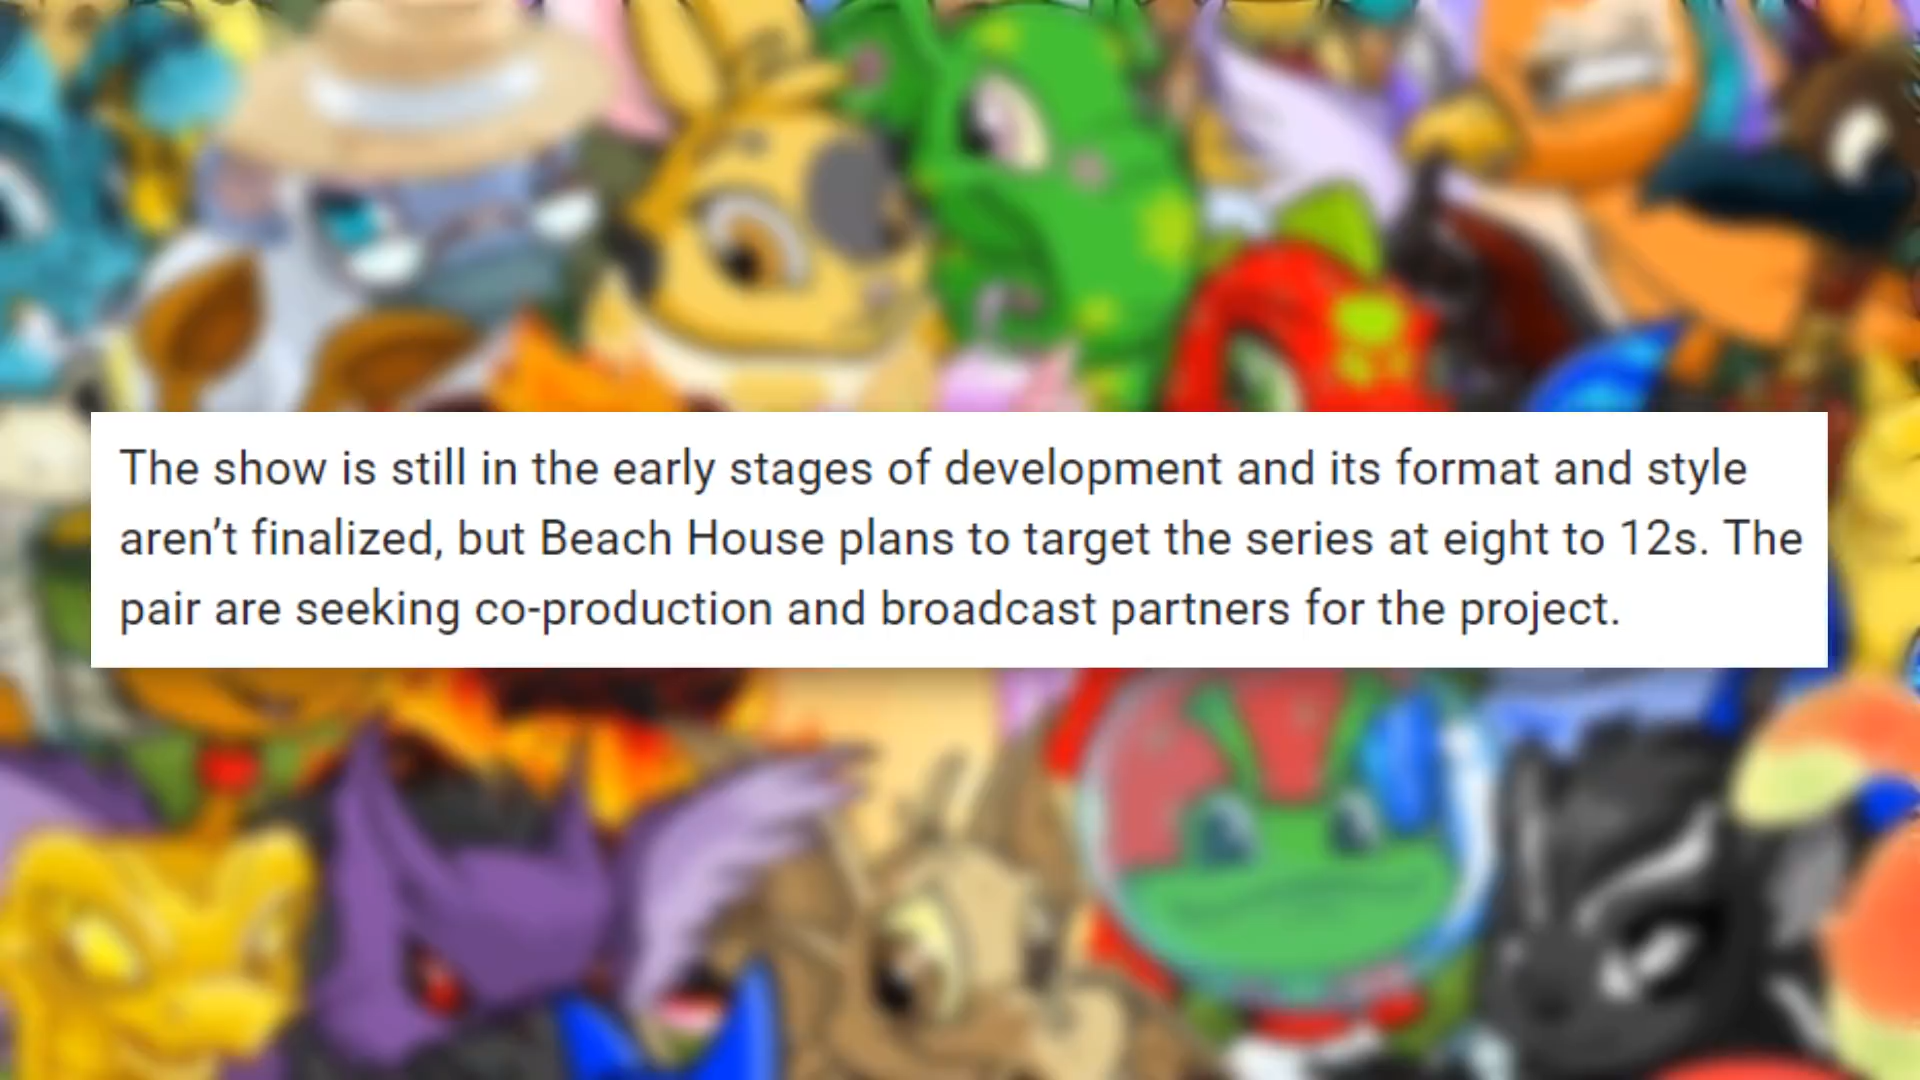 The show is still in the early stages of development and its format and style
aren’t finalized, but Beach House plans to target the series at eight to 12s. The
pair are seeking co-production and broadcast partners for the project.